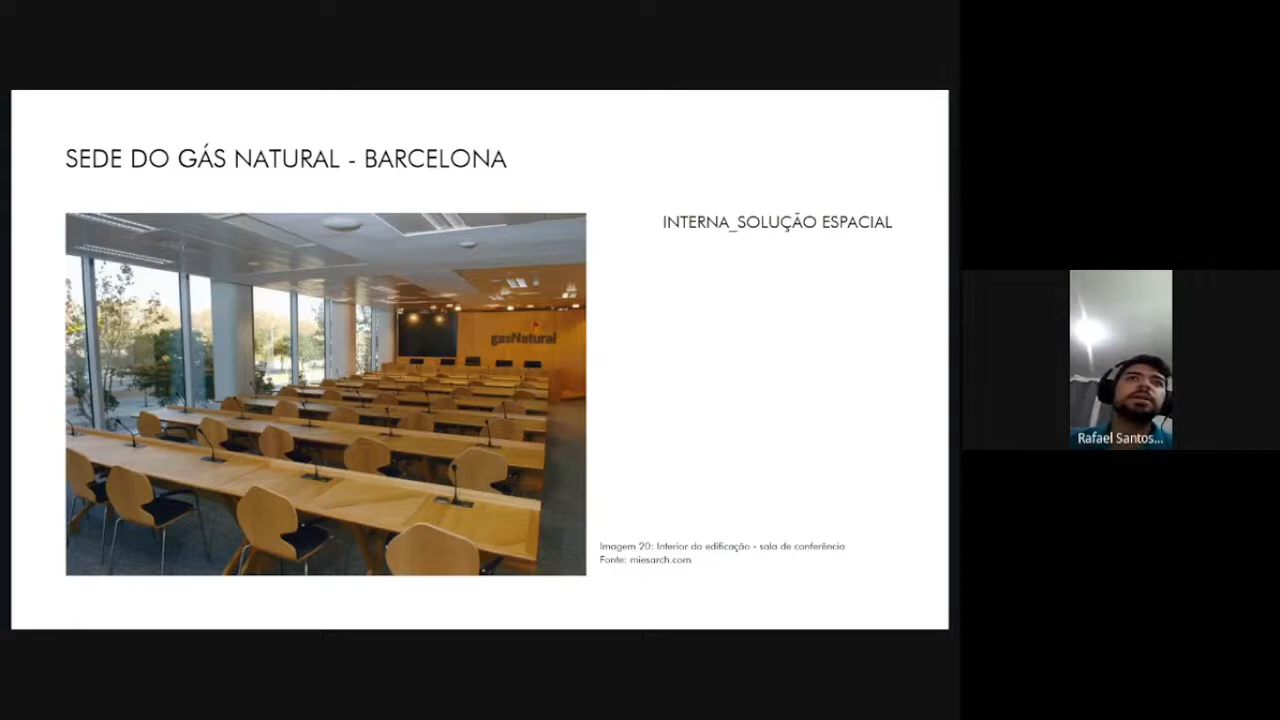 SEDE DO GÁS NATURAL - BARCELONA
INTERNA_SOLUÇÃO ESPACIAL
gasNatural
Imagem 20: Interior da edificação - sala de conferência
Fonte: miesarch.com
Rafael Santos...